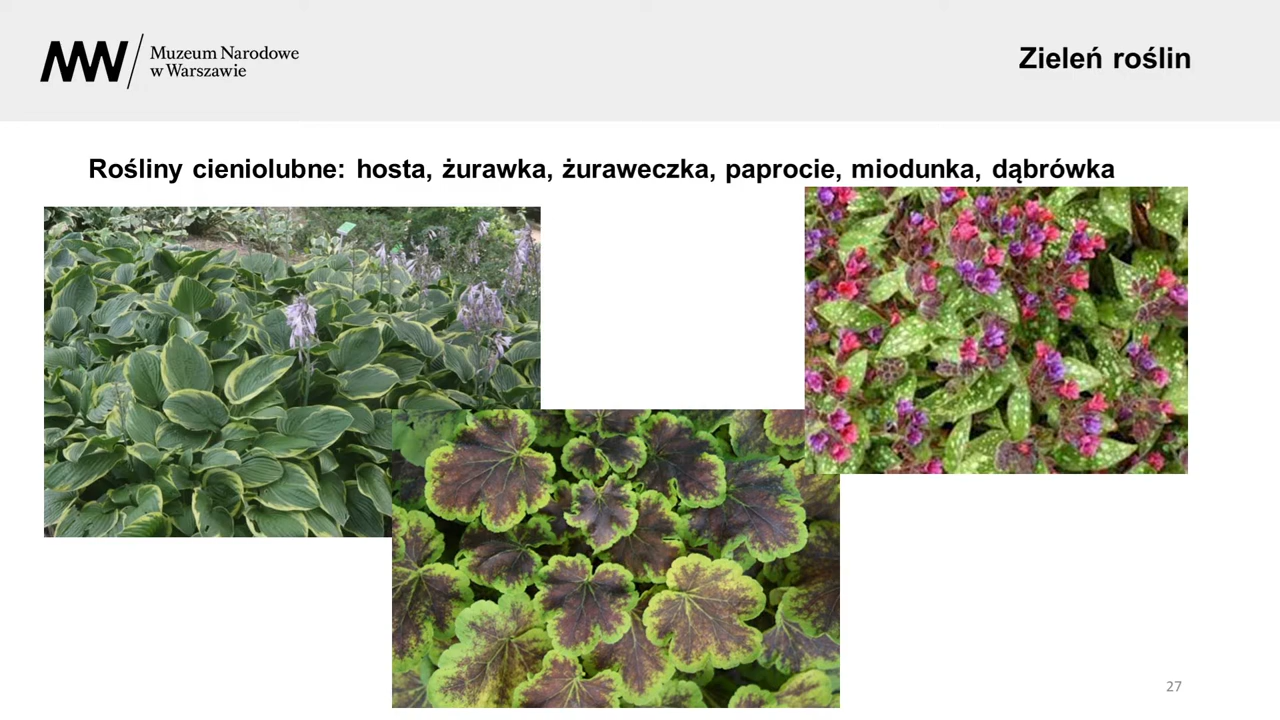 Muzeum Narodowe
w Warszawie
Zieleń roślin
Rośliny cieniolubne: hosta, żurawka, żuraweczka, paprocie, miodunka, dąbrówka
27